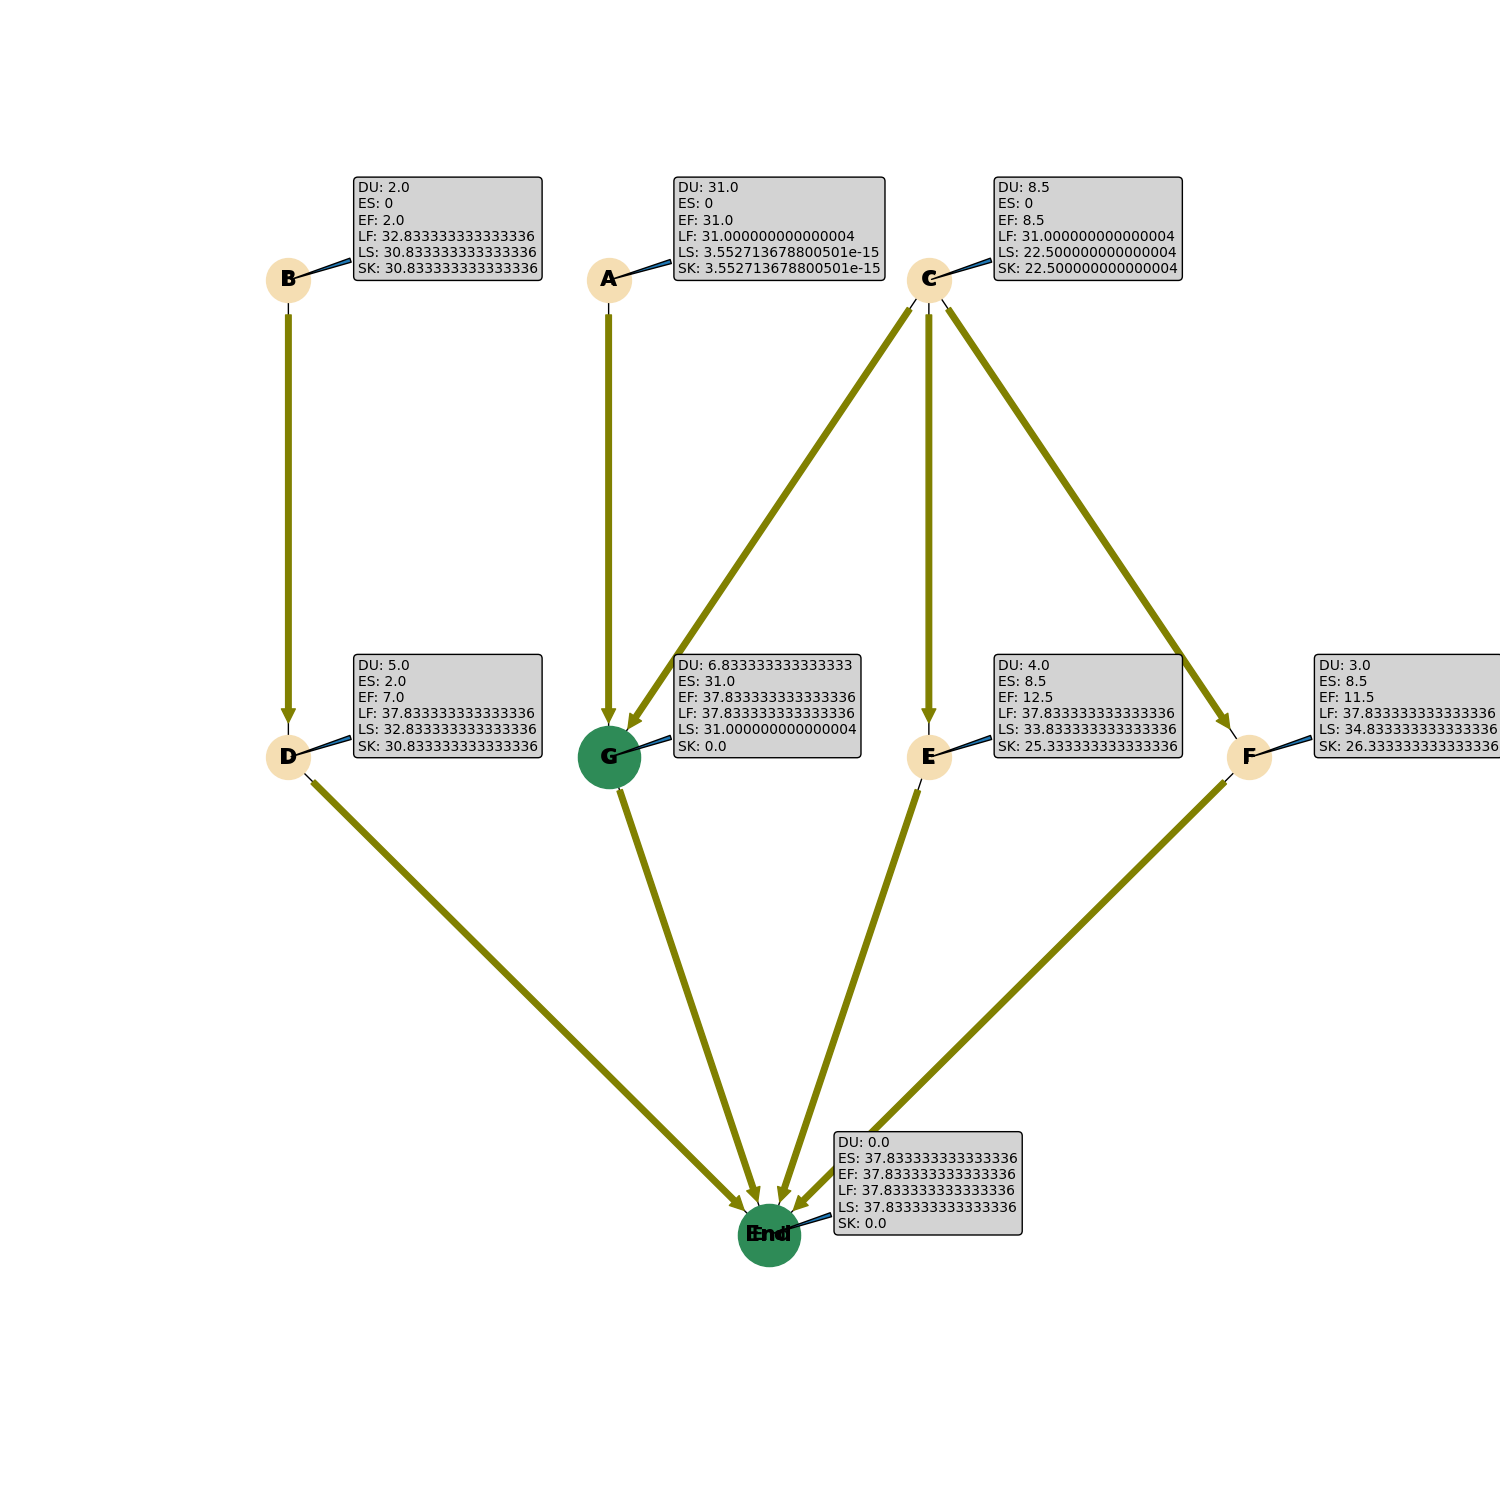 DU: 2.0
ES: 0
EF: 2.0
LF: 32.833333333333336
LS: 30.833333333333336
SK: 30.833333333333336
B
DU: 31.0
ES: 0
EF: 31.0
LF: 31.000000000000004
LS: 3.552713678800501e-15
SK: 3.552713678800501e-15
A
DU: 8.5
ES: 0
EF: 8.5
LF: 31.000000000000004
LS: 22.500000000000004
SK: 22.500000000000004
C
DU: 5.0
ES: 2.0
EF: 7.0
LF: 37.833333333333336
LS: 32.833333333333336
SK: 30.833333333333336
D
DU: 6.833333333333333
ES: 31.0
EF: 37.833333333333336
LF: 37.833333333333336
LS: 31.000000000000004
SK: 0.0
G
DU: 4.0
ES: 8.5
EF: 12.5
LF: 37.833333333333336
LS: 33.833333333333336
SK: 25.333333333333336
E
DU: 3.0
ES: 8.5
EF: 11.5
LF: 37.833333333333336
LS: 34.833333333333336
SK: 26.333333333333336
F
DU: 0.0
ES: 37.833333333333336
EF: 37.833333333333336
LF: 37.833333333333336
LS: 37.833333333333336
SK: 0.0
End